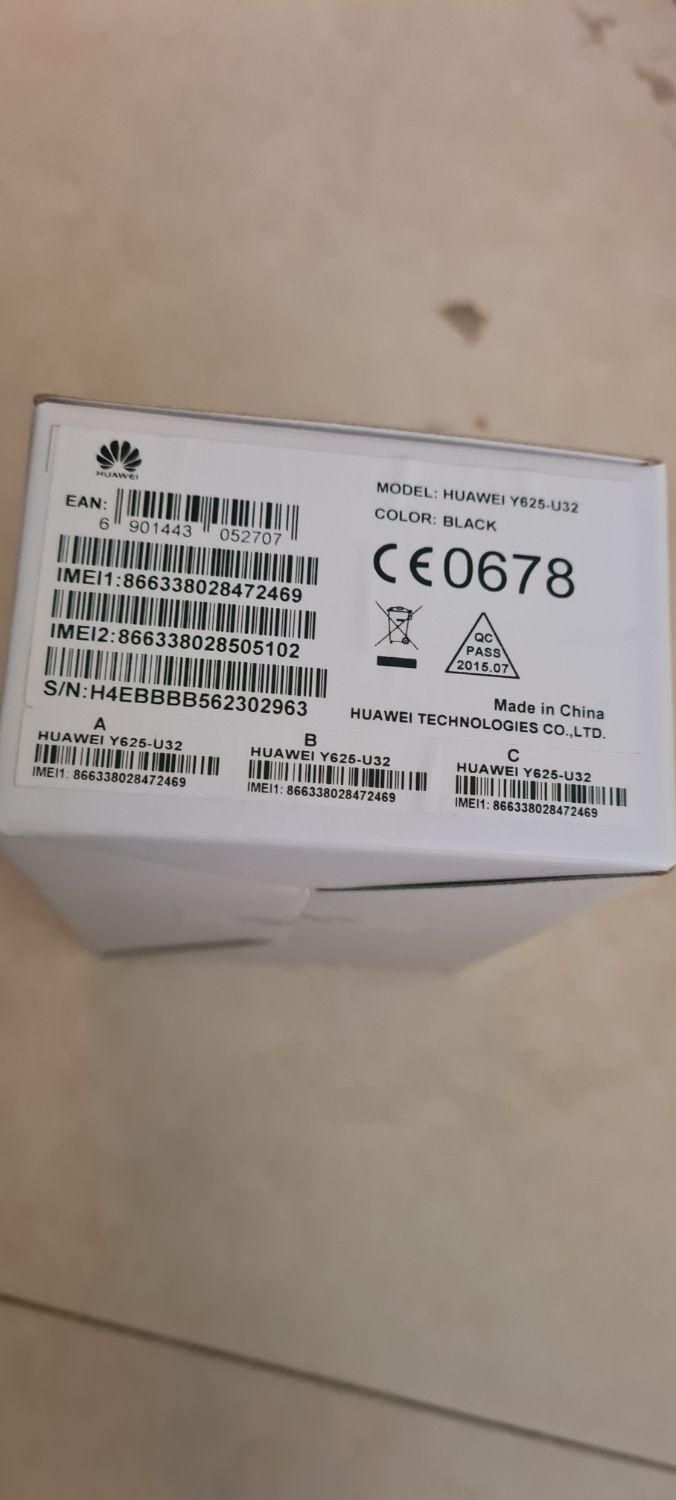 HUAWEI
EAN:
6 901443 052707
IMEI1:866338028472469
IMEI2:866338028505102
S/N:H4EBBBB562302963
MODEL: HUAWEI Y625-U32
COLOR: BLACK
CE0678
QC
PASS
2015.07
Made in China
HUAWEI TECHNOLOGIES CO.,LTD.
A
HUAWEI Y625-U32
IMEI1: 866338028472469
B
HUAWEI Y625-U32
IMEI1: 866338028472469
C
HUAWEI Y625-U32
IMEI1: 866338028472469